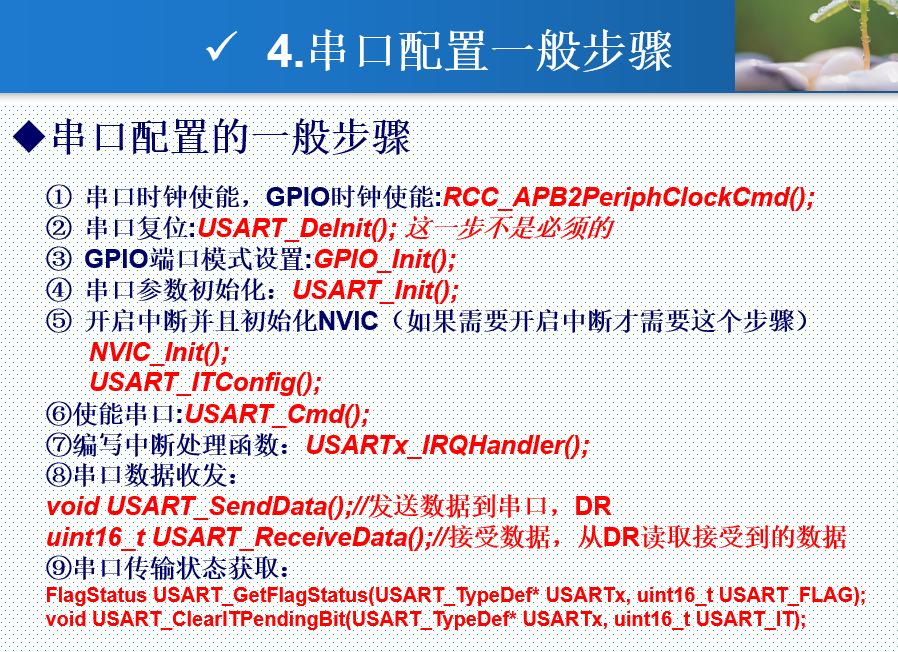 ✓ 4.串口配置一般步骤
◆串口配置的一般步骤
① 串口时钟使能，GPIO时钟使能:RCC_APB2PeriphClockCmd();
② 串口复位:USART_DeInit(); 这一步不是必须的
③ GPIO端口模式设置:GPIO_Init();
④ 串口参数初始化：USART_Init();
⑤ 开启中断并且初始化NVIC（如果需要开启中断才需要这个步骤）
NVIC_Init();
USART_ITConfig();
⑥使能串口:USART_Cmd();
⑦编写中断处理函数：USARTx_IRQHandler();
⑧串口数据收发：
void USART_SendData();//发送数据到串口，DR
uint16_t USART_ReceiveData();//接受数据，从DR读取接受到的数据
⑨串口传输状态获取：
FlagStatus USART_GetFlagStatus(USART_TypeDef* USARTx, uint16_t USART_FLAG);
void USART_ClearITPendingBit(USART_TypeDef* USARTx, uint16_t USART_IT);